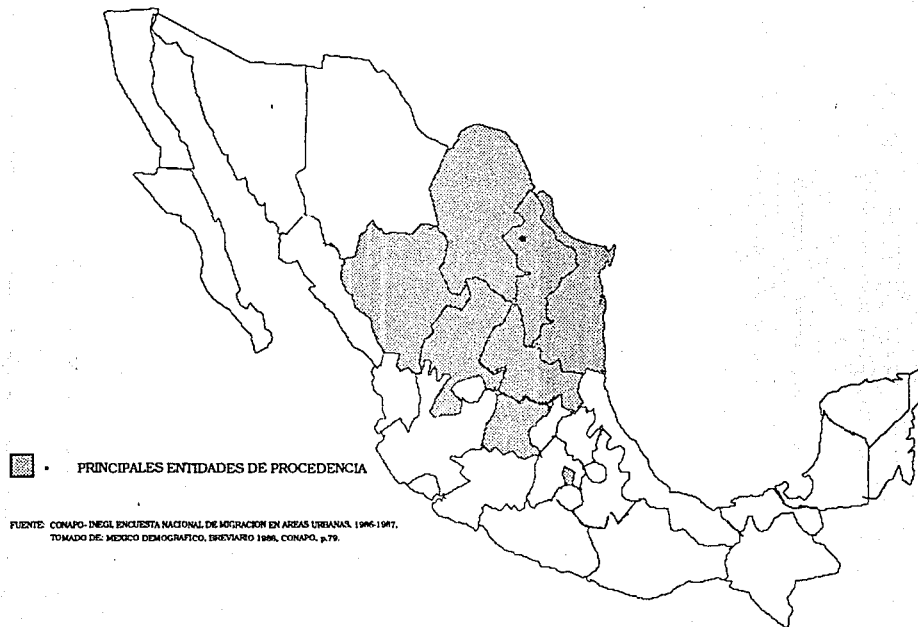 PRINCIPALES ENTIDADES DE PROCEDENCIA
FUENTE: CONAPO-INEGI, ENCUESTA NACIONAL DE MIGRACION EN AREAS URBANAS, 1986-1987.
TOMADO DE: MEXICO DEMOGRAFICO, BREVIARIO 1988, CONAPO, p.79.